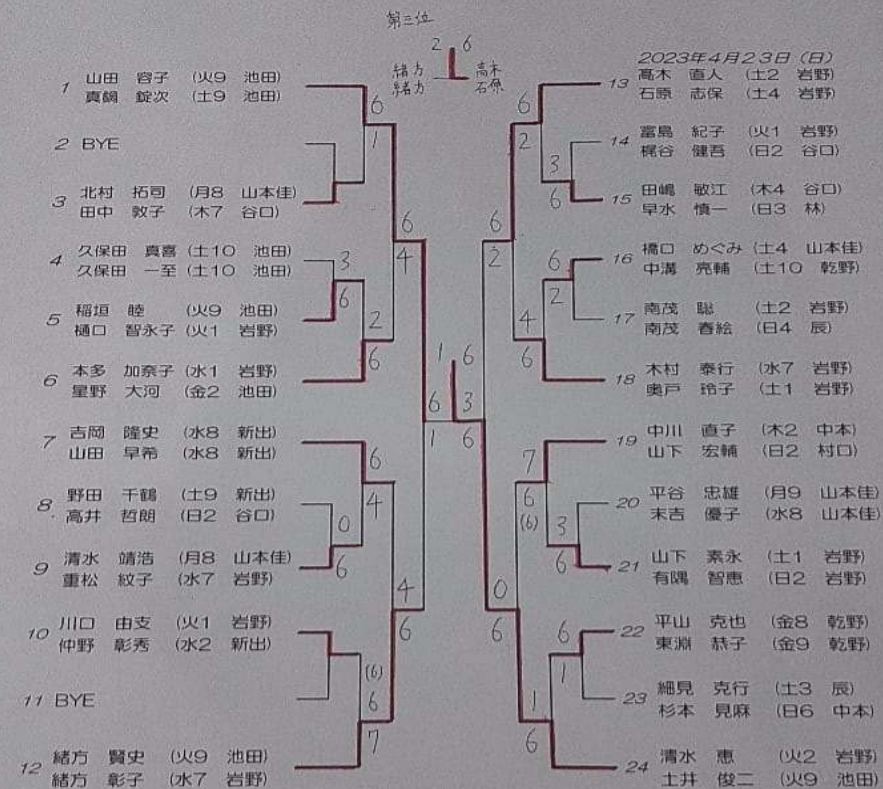 第三位
2 6
緒方 高木
緒方 石原
2023年4月23日(日)
1 山田 容子 (火9 池田)
真鍋 錠次 (土9 池田)
2 BYE
3 北村 拓司 (月8 山本佳)
田中 敦子 (木7 谷口)
4 久保田 真喜 (土10 池田)
久保田 一至 (土10 池田)
5 稲垣 睦 (火9 池田)
樋口 智永子 (火1 岩野)
6 本多 加奈子 (水1 岩野)
星野 大河 (金2 池田)
7 吉岡 隆史 (水8 新出)
山田 早希 (水8 新出)
8 野田 千鶴 (土9 新出)
高井 哲朗 (日2 谷口)
9 清水 靖浩 (月8 山本佳)
重松 紋子 (水7 岩野)
10 川口 由支 (火1 岩野)
仲野 彰秀 (水2 新出)
11 BYE
12 緒方 賢史 (火9 池田)
緒方 彰子 (水7 岩野)
6
1
3
6
2
6
6
4
6
4
0
6
(6)
6
7
4
6
6
1
1 6
3
6
13 髙木 直人 (土2 岩野)
石原 志保 (土4 岩野)
14 富島 紀子 (火1 岩野)
梶谷 健吾 (日2 谷口)
15 田嶋 敏江 (木4 谷口)
早水 慎一 (日3 林)
16 橋口 めぐみ (土4 山本佳)
中溝 亮輔 (土10 乾野)
17 南茂 聡 (土2 岩野)
南茂 春絵 (日4 辰)
18 木村 泰行 (水7 岩野)
奥戸 玲子 (土1 岩野)
19 中川 直子 (木2 中本)
山下 宏輔 (日2 村口)
20 平谷 忠雄 (月9 山本佳)
末吉 優子 (水8 山本佳)
21 山下 素永 (土1 岩野)
有隅 智恵 (日2 岩野)
22 平山 克也 (金8 乾野)
東淵 恭子 (金9 乾野)
23 細見 克行 (土3 辰)
杉本 見麻 (日6 中本)
24 清水 恵 (火2 岩野)
土井 俊二 (火9 池田)
6
2
3
6
6
2
6
2
4
6
7
6
(6)
3
6
0
6
6
1
1
6